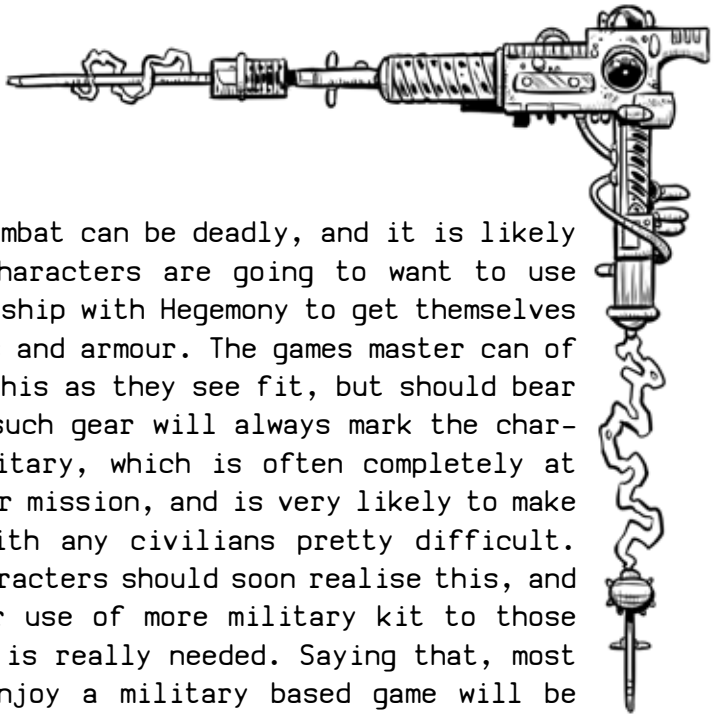 mbat can be deadly, and it is likely
haracters are going to want to use
ship with Hegemony to get themselves
and armour. The games master can of
his as they see fit, but should bear
such gear will always mark the char-
itary, which is often completely at
r mission, and is very likely to make
ith any civilians pretty difficult.
racters should soon realise this, and
r use of more military kit to those
is really needed. Saying that, most
njoy a military based game will be